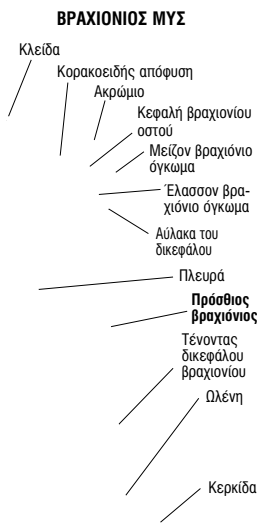 ΒΡΑΧΙΟΝΙΟΣ ΜΥΣ
Κλείδα
Κορακοειδής απόφυση
Ακρώμιο
Κεφαλή βραχιονίου
οστού
Μείζον βραχιόνιο
όγκωμα
Έλασσον βρα-
χιόνιο όγκωμα
Αύλακα του
δικεφάλου
Πλευρά
Πρόσθιος
βραχιόνιος
Τένοντας
δικεφάλου
βραχιονίου
Ωλένη
Κερκίδα